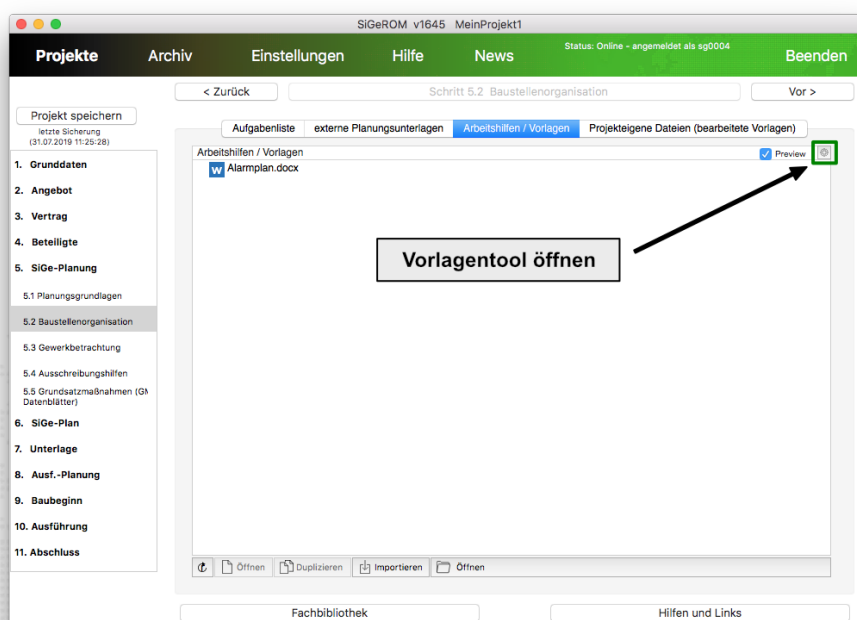 SiGeROM v1645 MeinProjekt1
Projekte Archiv Einstellungen Hilfe News Status: Online - angemeldet als sg0004 Beenden
< Zurück Schritt 5.2 Baustellenorganisation Vor >
Projekt speichern
letzte Sicherung
(31.07.2019 11:25:28)
1. Grunddaten
2. Angebot
3. Vertrag
4. Beteiligte
5. SiGe-Planung
5.1 Planungsgrundlagen
5.2 Baustellenorganisation
5.3 Gewerkbetrachtung
5.4 Ausschreibungshilfen
5.5 Grundsatzmaßnahmen (GM
Datenblätter)
6. SiGe-Plan
7. Unterlage
8. Ausf.-Planung
9. Baubeginn
10. Ausführung
11. Abschluss
Aufgabenliste externe Planungsunterlagen Arbeitshilfen / Vorlagen Projekteigene Dateien (bearbeitete Vorlagen)
Arbeitshilfen / Vorlagen Preview
W Alarmplan.docx
Vorlagentool öffnen
Öffnen Duplizieren Importieren Öffnen
Fachbibliothek Hilfen und Links